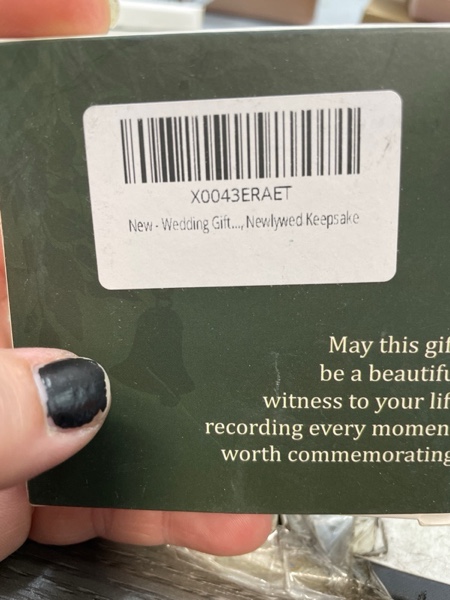 X0043ERAET
New - Wedding Gift..., Newlywed Keepsake
May this gif
be a beautifu
witness to your lif
recording every momen
worth commemorating